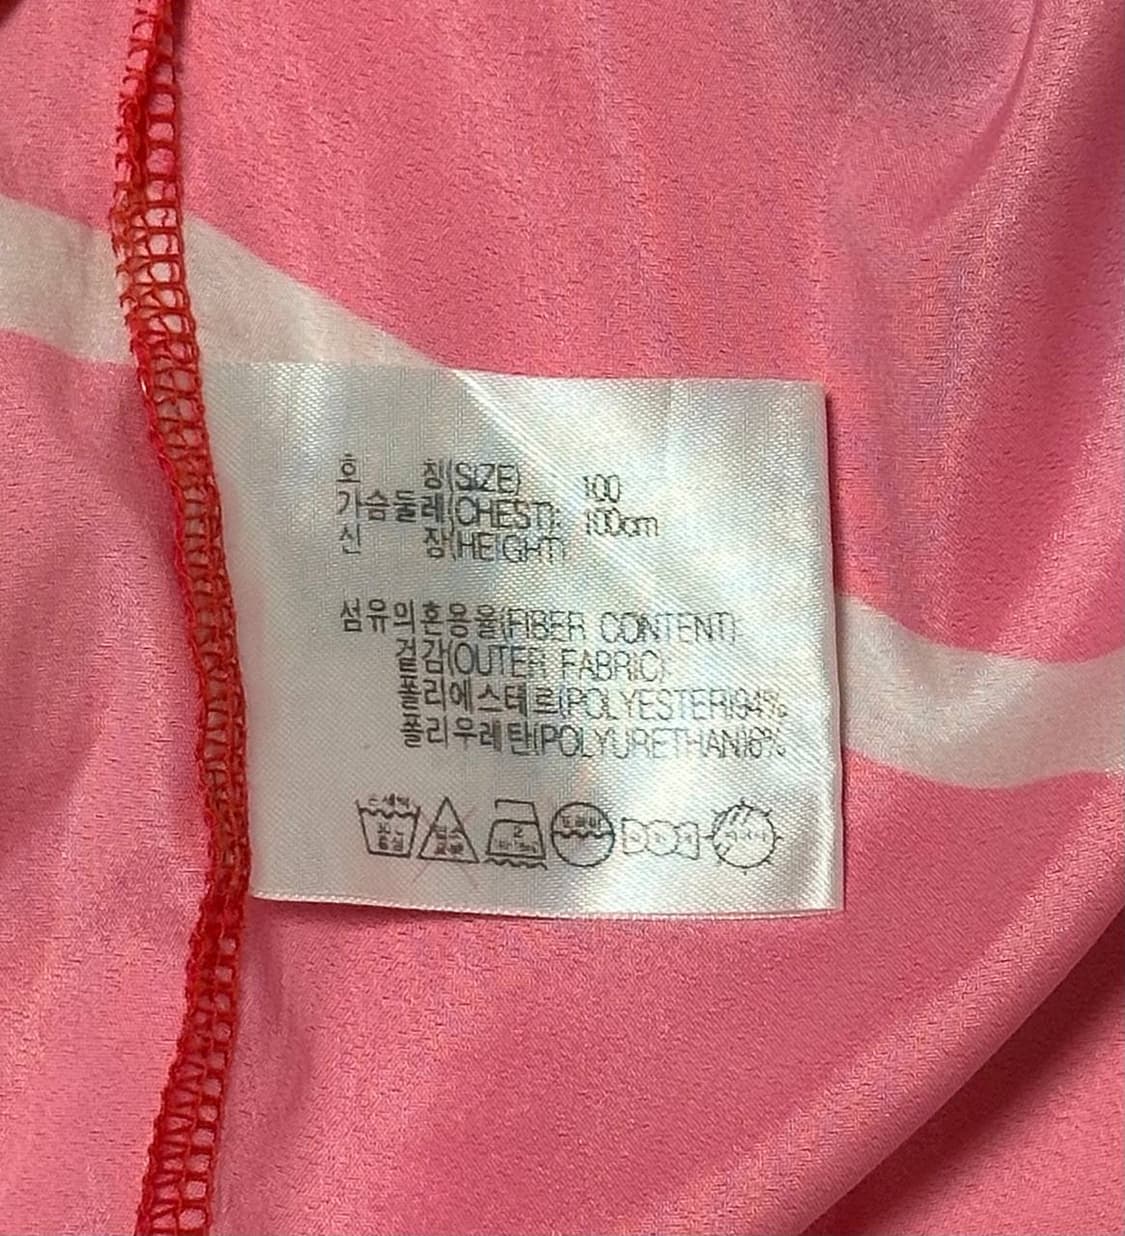 호 칭(SIZE) 100
가슴둘레(CHEST): 100cm
신 장(HEIGHT):
섬유의혼용율(FIBER CONTENT):
겉감(OUTER FABRIC):
폴리에스테르(POLYESTER)94%
폴리우레탄(POLYURETHAN)6%